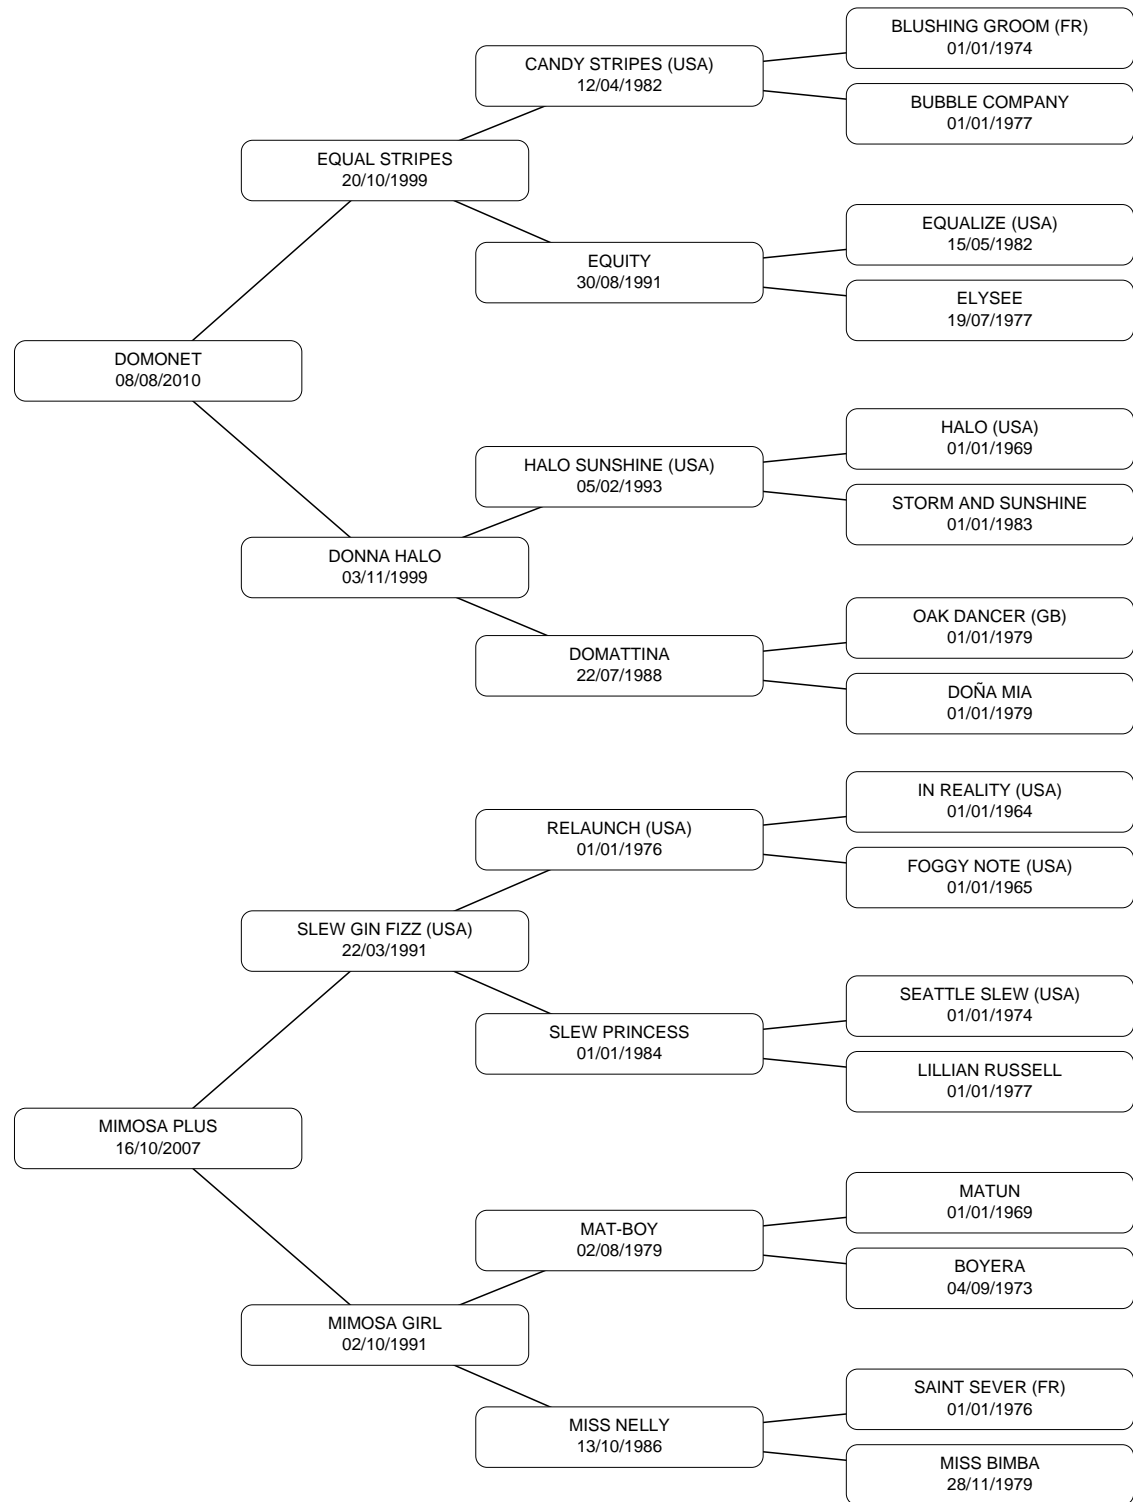 BLUSHING GROOM (FR)
01/01/1974
CANDY STRIPES (USA)
12/04/1982
BUBBLE COMPANY
01/01/1977
EQUAL STRIPES
20/10/1999
EQUALIZE (USA)
15/05/1982
EQUITY
30/08/1991
ELYSEE
19/07/1977
DOMONET
08/08/2010
HALO (USA)
01/01/1969
HALO SUNSHINE (USA)
05/02/1993
STORM AND SUNSHINE
01/01/1983
DONNA HALO
03/11/1999
OAK DANCER (GB)
01/01/1979
DOMATTINA
22/07/1988
DOÑA MIA
01/01/1979
IN REALITY (USA)
01/01/1964
RELAUNCH (USA)
01/01/1976
FOGGY NOTE (USA)
01/01/1965
SLEW GIN FIZZ (USA)
22/03/1991
SEATTLE SLEW (USA)
01/01/1974
SLEW PRINCESS
01/01/1984
LILLIAN RUSSELL
01/01/1977
MIMOSA PLUS
16/10/2007
MATUN
01/01/1969
MAT-BOY
02/08/1979
BOYERA
04/09/1973
MIMOSA GIRL
02/10/1991
SAINT SEVER (FR)
01/01/1976
MISS NELLY
13/10/1986
MISS BIMBA
28/11/1979